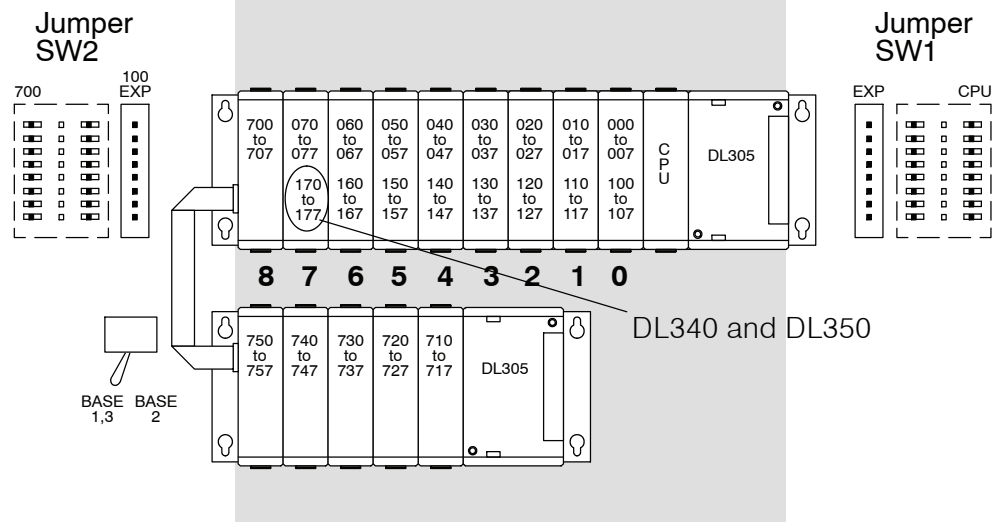 Jumper
SW2
Jumper
SW1
700
100
EXP
EXP
CPU
700
to
707
070
to
077
060
to
067
050
to
057
040
to
047
030
to
037
020
to
027
010
to
017
000
to
007
170
to
177
160
to
167
150
to
157
140
to
147
130
to
137
120
to
127
110
to
117
100
to
107
C
P
U
DL305
8 7 6 5 4 3 2 1 0
DL340 and DL350
750
to
757
740
to
747
730
to
737
720
to
727
710
to
717
DL305
BASE
1,3
BASE
2